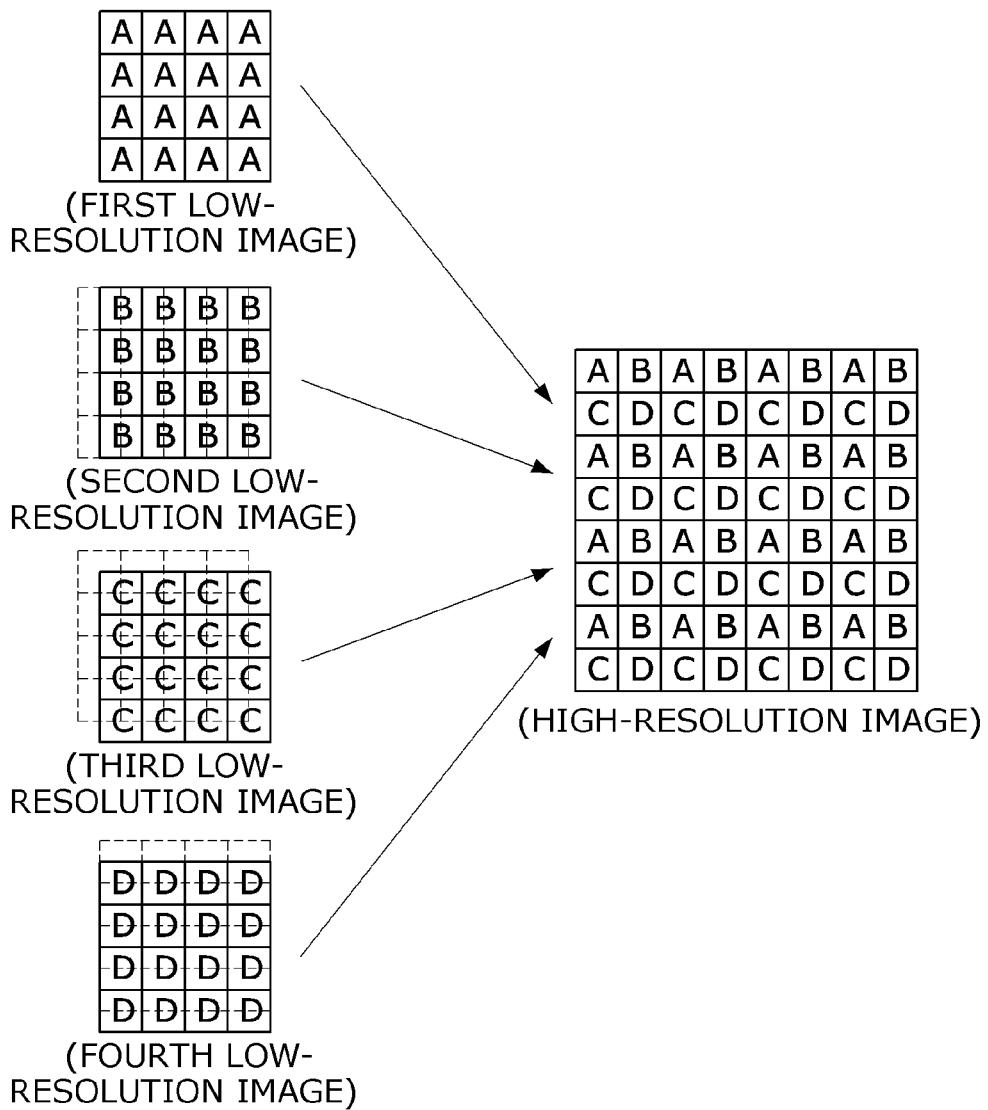 A A A A
A A A A
A A A A
A A A A
(FIRST LOW-
RESOLUTION IMAGE)
B B B B
B B B B
B B B B
B B B B
(SECOND LOW-
RESOLUTION IMAGE)
C C C C
C C C C
C C C C
C C C C
(THIRD LOW-
RESOLUTION IMAGE)
D D D D
D D D D
D D D D
D D D D
(FOURTH LOW-
RESOLUTION IMAGE)
A B A B A B A B
C D C D C D C D
A B A B A B A B
C D C D C D C D
A B A B A B A B
C D C D C D C D
A B A B A B A B
C D C D C D C D
(HIGH-RESOLUTION IMAGE)